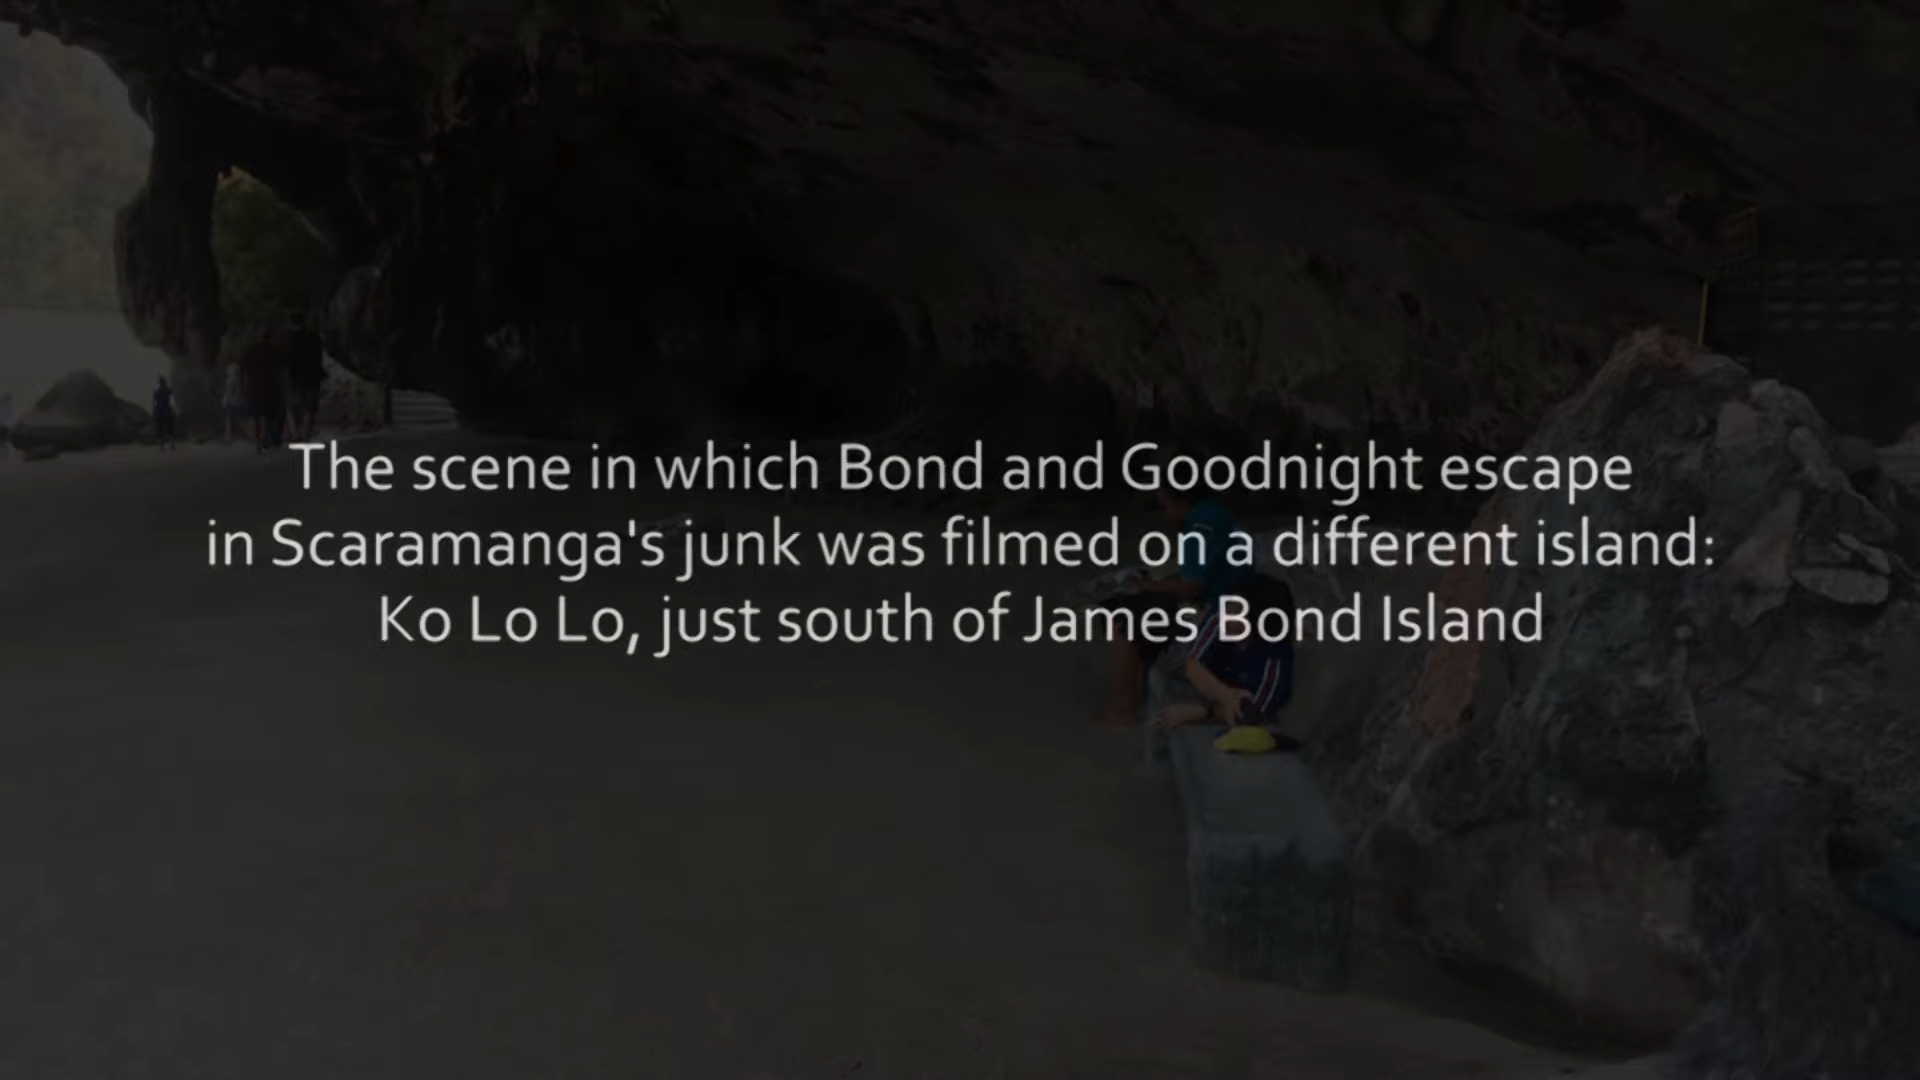 The scene in which Bond and Goodnight escape
in Scaramanga's junk was filmed on a different island:
Ko Lo Lo, just south of James Bond Island